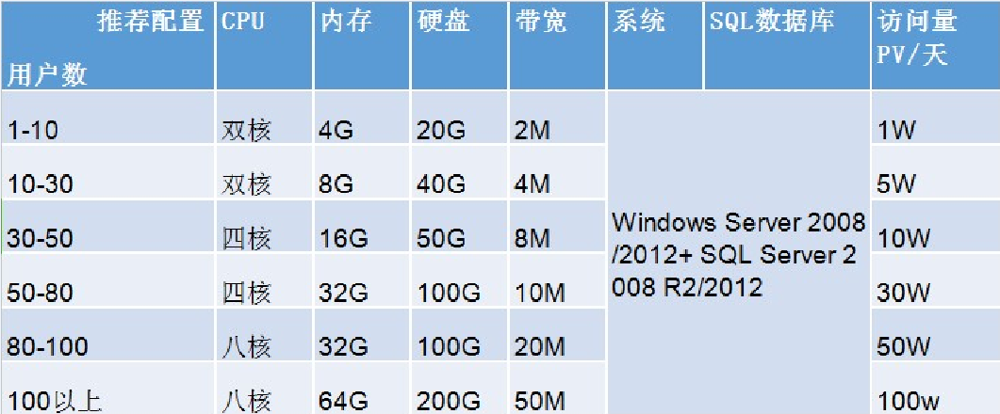 推荐配置 CPU 内存 硬盘 带宽 系统 SQL数据库 访问量
用户数 PV/天
1-10 双核 4G 20G 2M 1W
10-30 双核 8G 40G 4M 5W
30-50 四核 16G 50G 8M 10W
50-80 四核 32G 100G 10M 30W
80-100 八核 32G 100G 20M 50W
100以上 八核 64G 200G 50M 100w
Windows Server 2008
/2012+ SQL Server 2
008 R2/2012